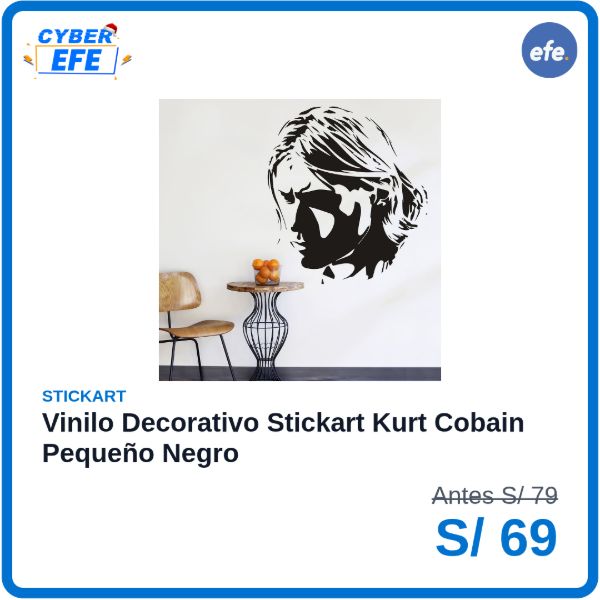 CYBER
EFE
efe.
STICKART
Vinilo Decorativo Stickart Kurt Cobain
Pequeño Negro
Antes S/ 79
S/ 69